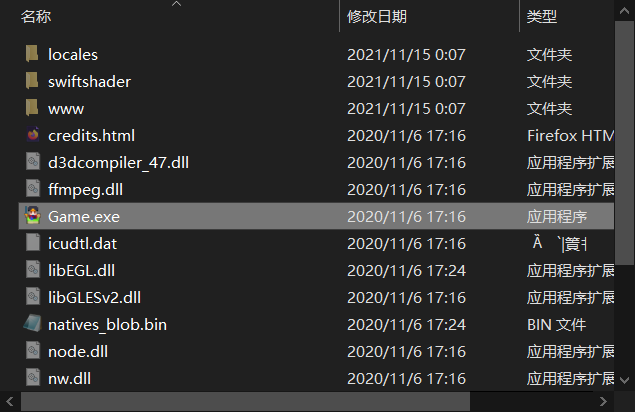 名称 修改日期 类型
locales 2021/11/15 0:07 文件夹
swiftshader 2021/11/15 0:07 文件夹
www 2021/11/15 0:07 文件夹
credits.html 2020/11/6 17:16 Firefox HTM
d3dcompiler_47.dll 2020/11/6 17:16 应用程序扩展
ffmpeg.dll 2020/11/6 17:16 应用程序扩展
Game.exe 2020/11/6 17:16 应用程序
icudtl.dat 2020/11/6 17:16
libEGL.dll 2020/11/6 17:24 应用程序扩展
libGLESv2.dll 2020/11/6 17:16 应用程序扩展
natives_blob.bin 2020/11/6 17:24 BIN 文件
node.dll 2020/11/6 17:16 应用程序扩展
nw.dll 2020/11/6 17:16 应用程序扩展